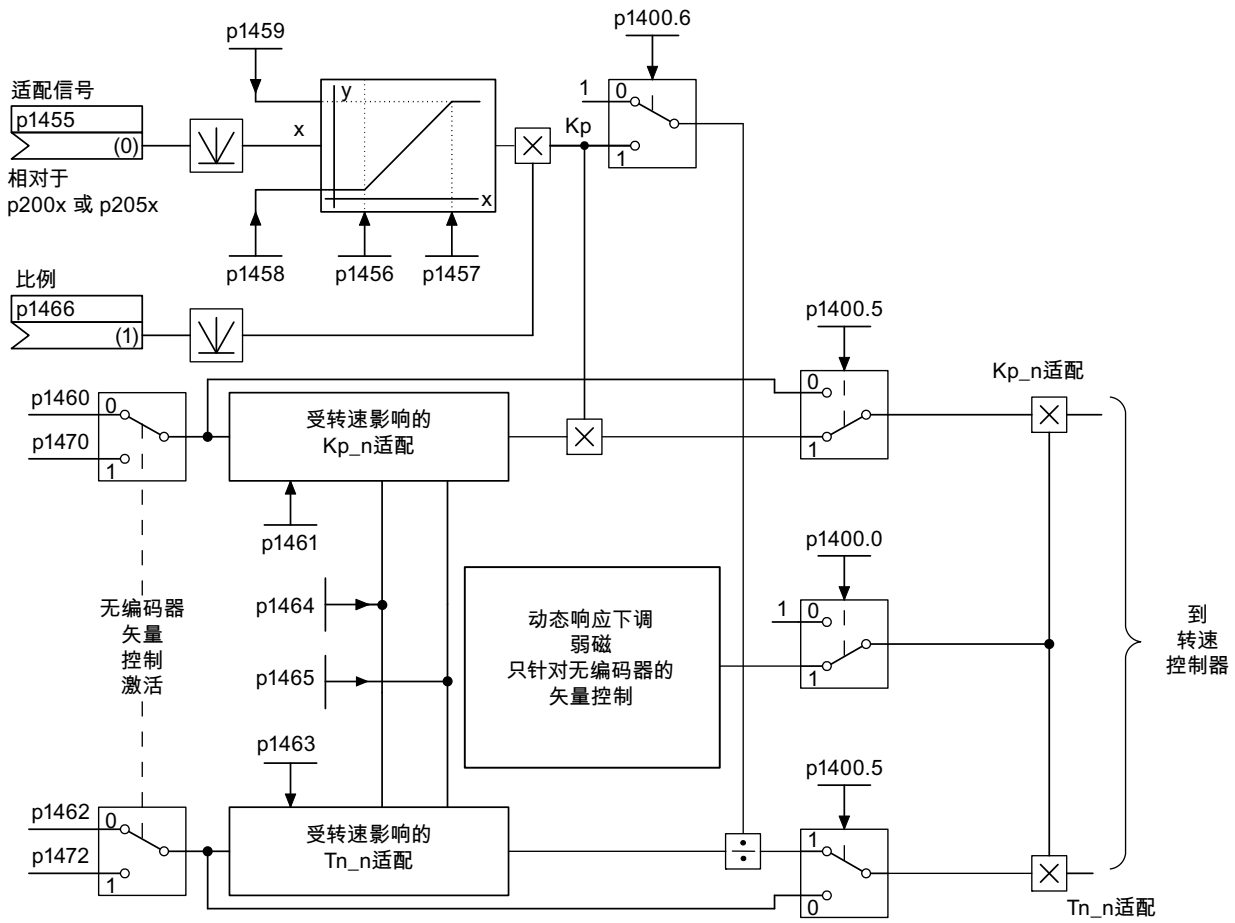 p1459
p1400.6
适配信号
p1455
(0)
相对于
p200x 或 p205x
x
y
x
Kp
1
0
1
p1458
p1456
p1457
比例
p1466
(1)
p1400.5
0
1
Kp_n适配
p1460
0
p1470
1
受转速影响的
Kp_n适配
p1461
p1400.0
1
0
1
无编码器
矢量
控制
激活
p1464
p1465
动态响应下调
弱磁
只针对无编码器的
矢量控制
到
转速
控制器
p1463
p1400.5
p1462
0
p1472
1
受转速影响的
Tn_n适配
1
0
Tn_n适配